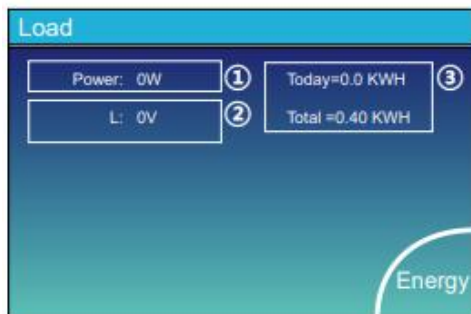 Load
Power: 0W ①
L: 0V ②
Today=0.0 KWH ③
Total =0.40 KWH
Energy